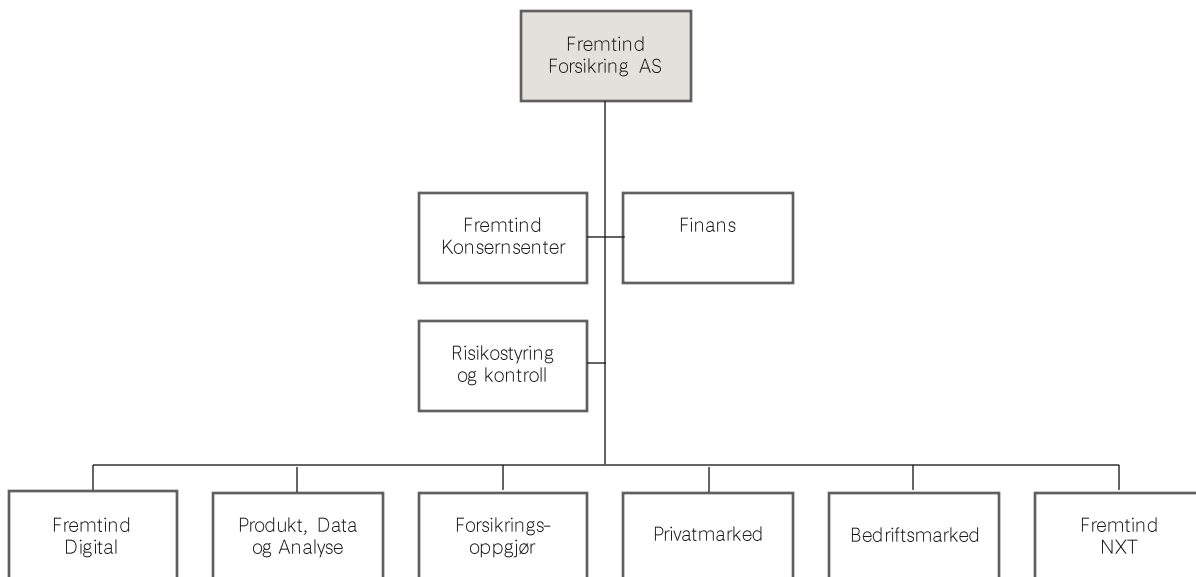 Fremtind
Forsikring AS
Fremtind
Konsernsenter
Finans
Risikostyring
og kontroll
Fremtind
Digital
Produkt, Data
og Analyse
Forsikrings-
oppgjør
Privatmarked
Bedriftsmarked
Fremtind
NXT